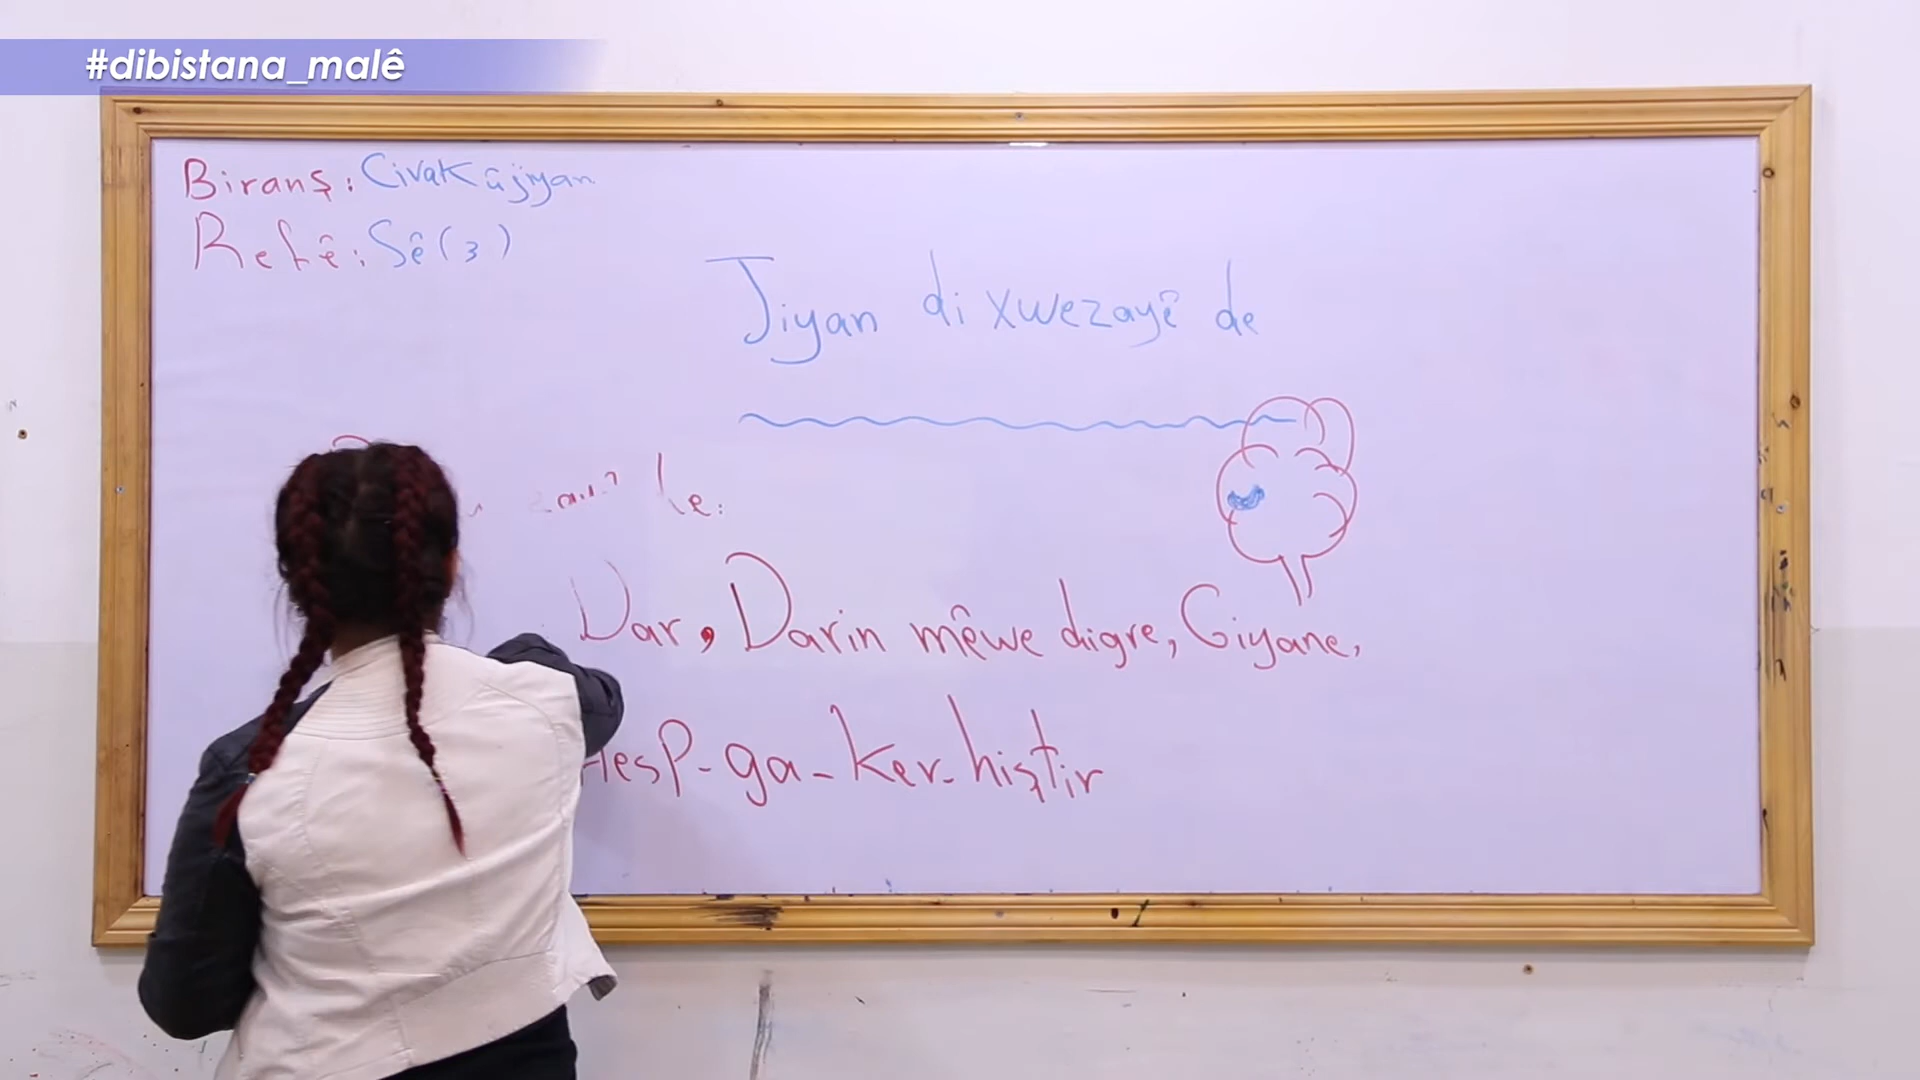 #dibistana_malê
Biranş: Civak û jiyan
Refê: Sê (3)
Jiyan di xwezayê de
le:
Dar, Darin mêwe digre, Giyane,
Hesp-ga-ker-hiştir